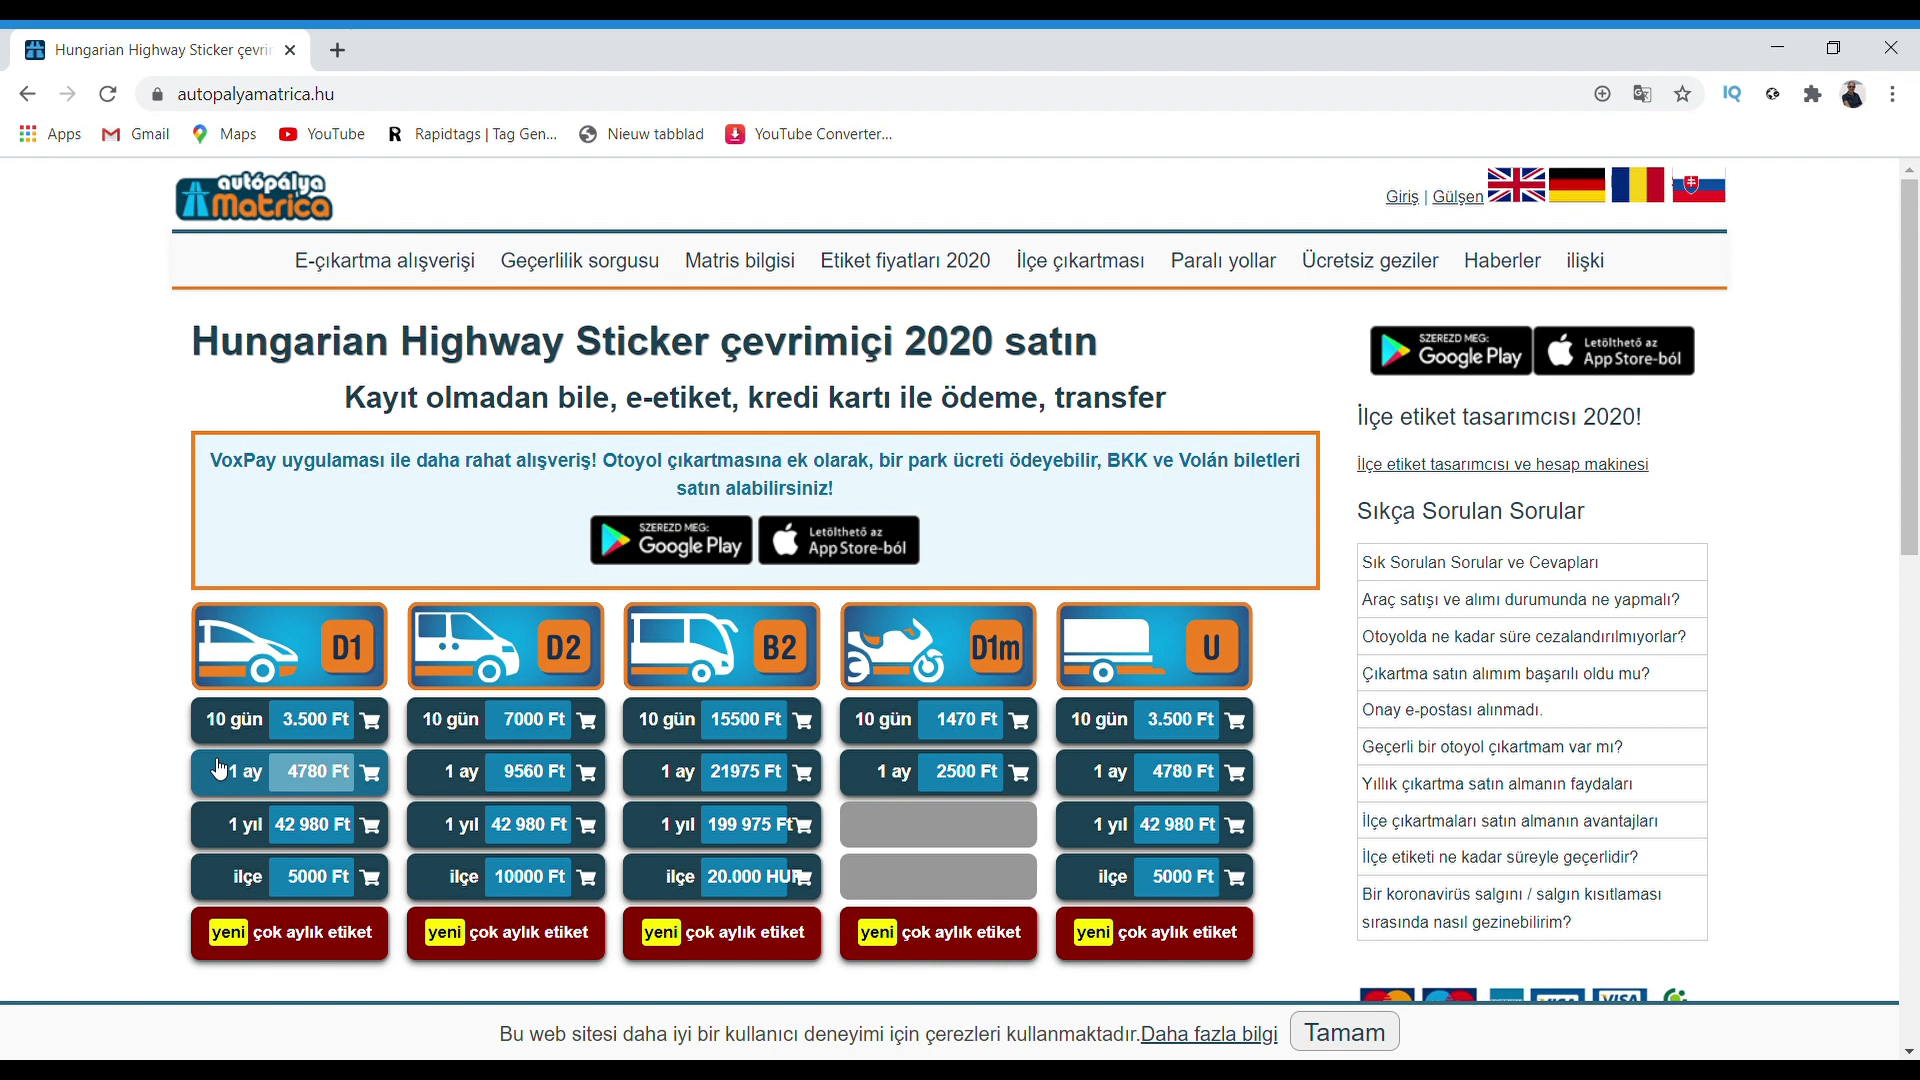 Hungarian Highway Sticker çevrin
autopalyamatrica.hu
IQ
Apps
Gmail
Maps
YouTube
R Rapidtags | Tag Gen...
Nieuw tabblad
YouTube Converter...
autópálya
matrica
Giriş | Gülşen
E-çıkartma alışverişi Geçerlilik sorgusu Matris bilgisi Etiket fiyatları 2020 İlçe çıkartması Paralı yollar Ücretsiz geziler Haberler ilişki
Hungarian Highway Sticker çevrimiçi 2020 satın
Kayıt olmadan bile, e-etiket, kredi kartı ile ödeme, transfer
VoxPay uygulaması ile daha rahat alışveriş! Otoyol çıkartmasına ek olarak, bir park ücreti ödeyebilir, BKK ve Volán biletleri
satın alabilirsiniz!
SZEREZD MEG:
Google Play
Letölthető az
App Store-ból
D1 D2 B2 D1m U
10 gün 3.500 Ft 10 gün 7000 Ft 10 gün 15500 Ft 10 gün 1470 Ft 10 gün 3.500 Ft
1 ay 4780 Ft 1 ay 9560 Ft 1 ay 21975 Ft 1 ay 2500 Ft 1 ay 4780 Ft
1 yıl 42 980 Ft 1 yıl 42 980 Ft 1 yıl 199 975 Ft 1 yıl 42 980 Ft
ilçe 5000 Ft ilçe 10000 Ft ilçe 20.000 HUF ilçe 5000 Ft
yeni çok aylık etiket yeni çok aylık etiket yeni çok aylık etiket yeni çok aylık etiket yeni çok aylık etiket
SZEREZD MEG:
Google Play
Letölthető az
App Store-ból
İlçe etiket tasarımcısı 2020!
İlçe etiket tasarımcısı ve hesap makinesi
Sıkça Sorulan Sorular
Sık Sorulan Sorular ve Cevapları
Araç satışı ve alımı durumunda ne yapmalı?
Otoyolda ne kadar süre cezalandırılmıyorlar?
Çıkartma satın alımım başarılı oldu mu?
Onay e-postası alınmadı.
Geçerli bir otoyol çıkartmam var mı?
Yıllık çıkartma satın almanın faydaları
İlçe çıkartmaları satın almanın avantajları
İlçe etiketi ne kadar süreyle geçerlidir?
Bir koronavirüs salgını / salgın kısıtlaması
sırasında nasıl gezinebilirim?
VISA
Bu web sitesi daha iyi bir kullanıcı deneyimi için çerezleri kullanmaktadır.Daha fazla bilgi Tamam